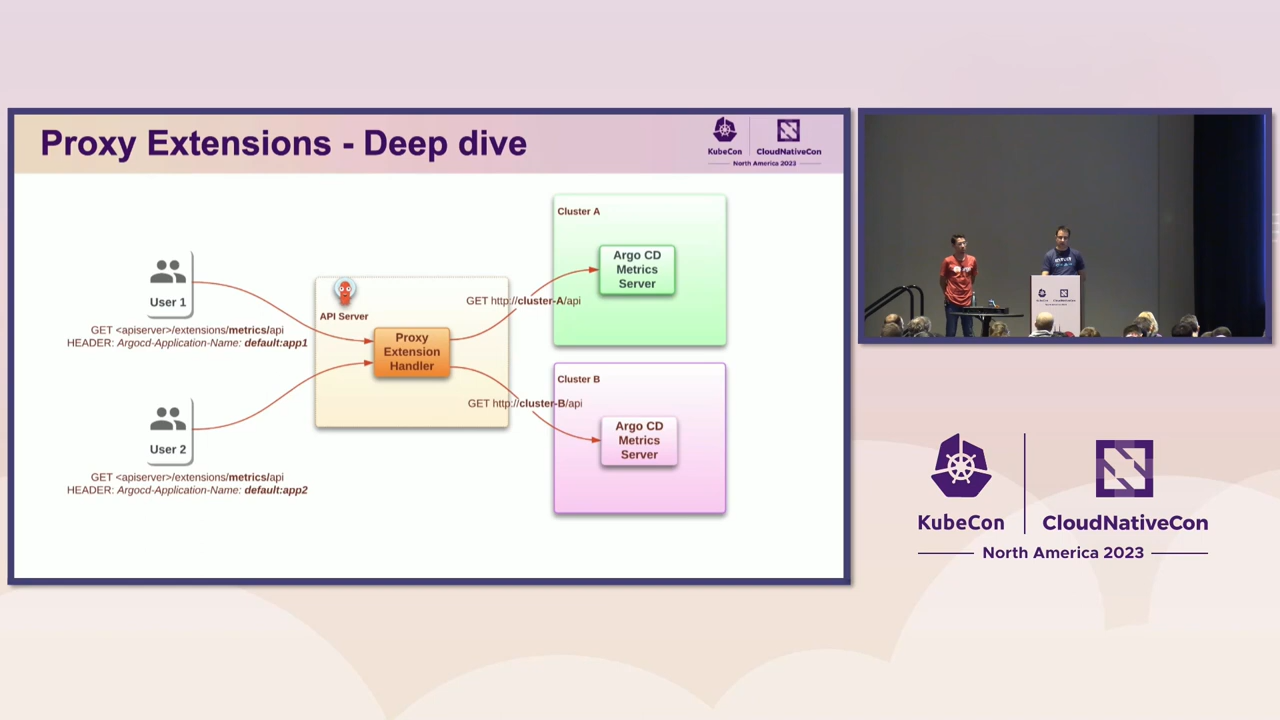 Proxy Extensions - Deep dive
KubeCon
CloudNativeCon
North America 2023
User 1
GET <apiserver>/extensions/metrics/api
HEADER: Argocd-Application-Name: default:app1
User 2
GET <apiserver>/extensions/metrics/api
HEADER: Argocd-Application-Name: default:app2
API Server
Proxy
Extension
Handler
GET http://cluster-A/api
GET http://cluster-B/api
Cluster A
Argo CD
Metrics
Server
Cluster B
Argo CD
Metrics
Server
KubeCon
CloudNativeCon
North America 2023